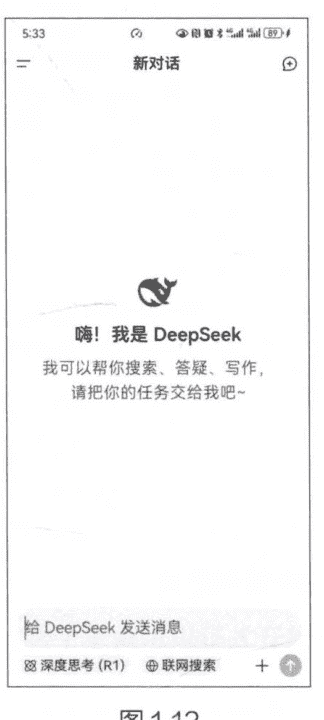 5:33
89
新对话
嗨！我是 DeepSeek
我可以帮你搜索、答疑、写作，
请把你的任务交给我吧~
给 DeepSeek 发送消息
深度思考 (R1) 联网搜索
图 1.12